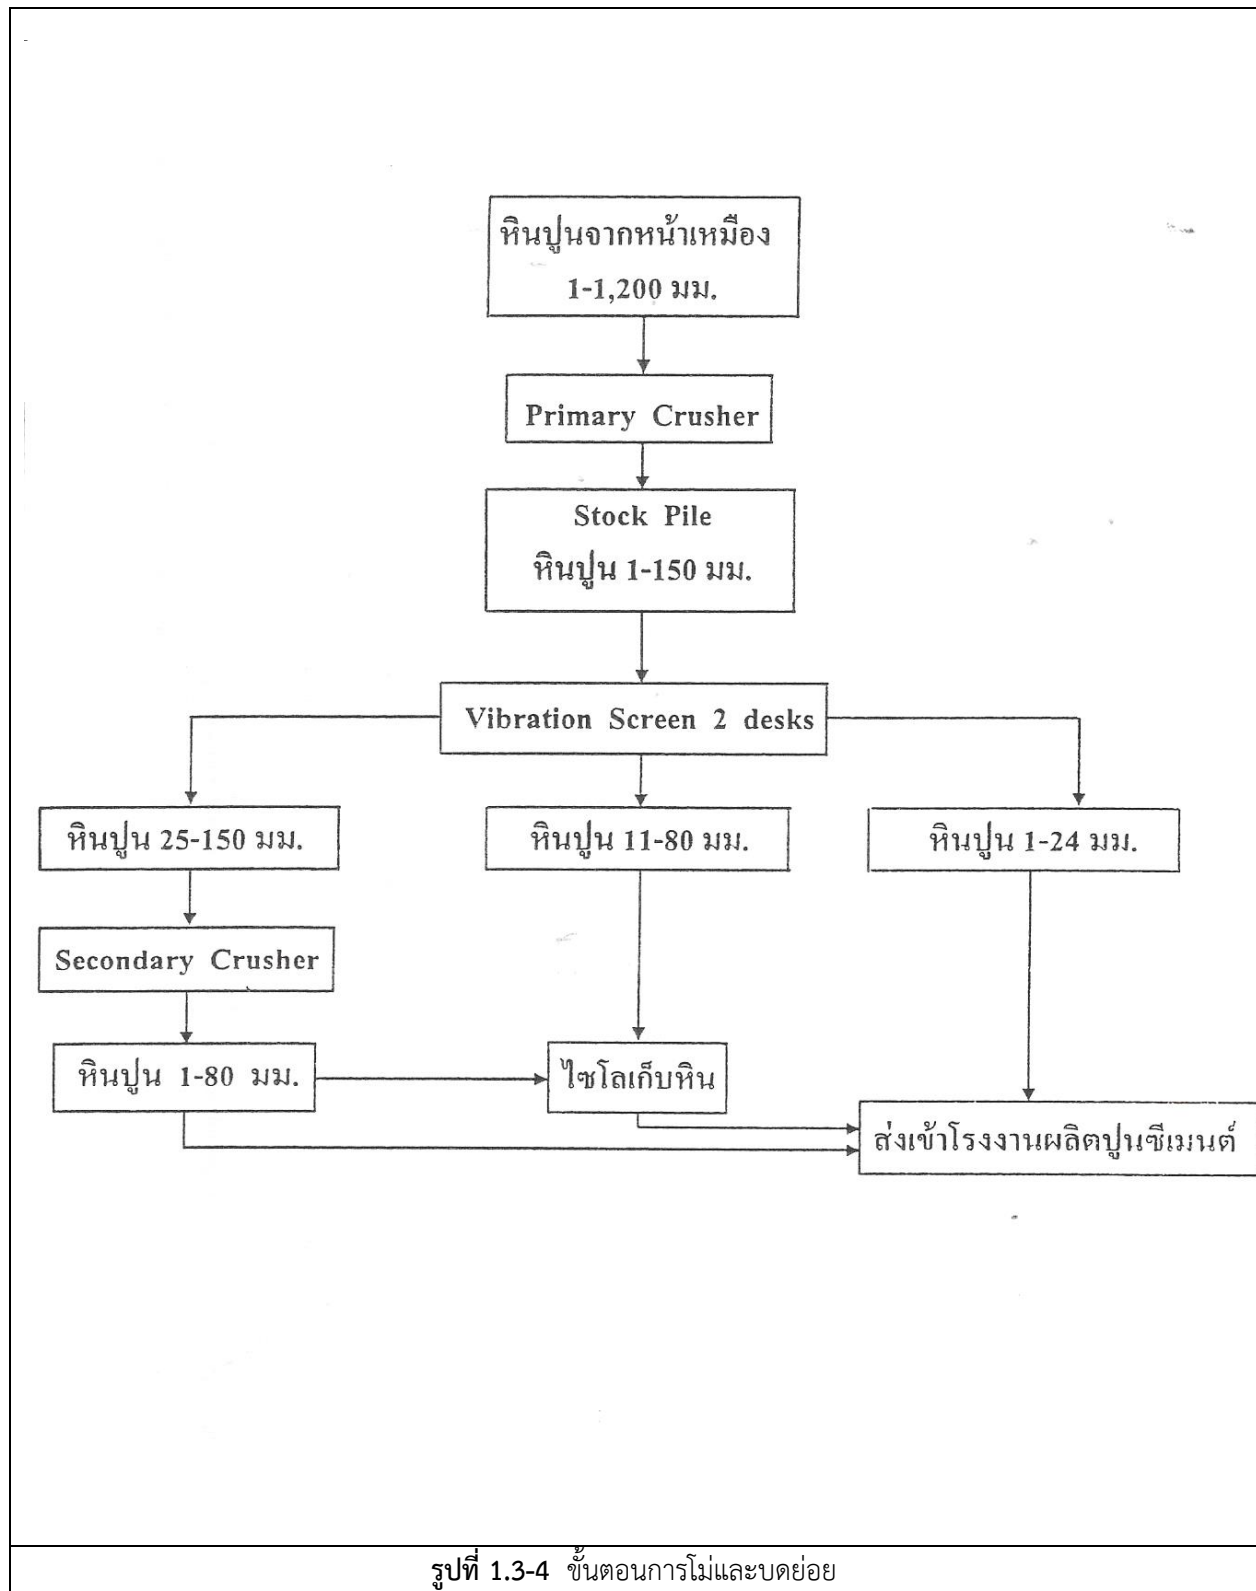 หินปูนจากหน้าเหมือง
1-1,200 มม.
Primary Crusher
Stock Pile
หินปูน 1-150 มม.
Vibration Screen 2 desks
หินปูน 25-150 มม.
หินปูน 11-80 มม.
หินปูน 1-24 มม.
Secondary Crusher
หินปูน 1-80 มม.
ไซโลเก็บหิน
ส่งเข้าโรงงานผลิตปูนซีเมนต์
รูปที่ 1.3-4 ขั้นตอนการโม่และบดย่อย